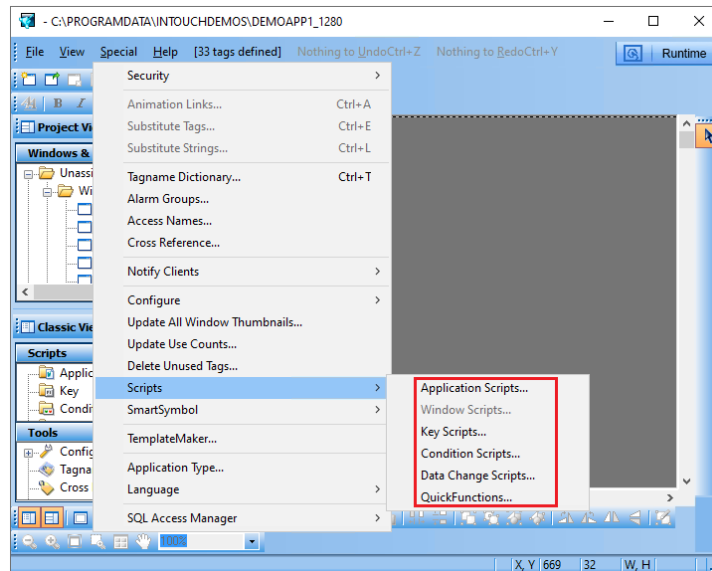 - C:\PROGRAMDATA\INTOUCHDEMOS\DEMOAPP1_1280
File View Special Help [33 tags defined] Nothing to UndoCtrl+Z Nothing to RedoCtrl+Y Runtime
Security
B I
Animation Links... Ctrl+A
Project Vi
Substitute Tags... Ctrl+E
Windows &
Substitute Strings... Ctrl+L
Unassi
Tagname Dictionary... Ctrl+T
Wi
Alarm Groups...
Access Names...
Cross Reference...
Notify Clients
Configure
Update All Window Thumbnails...
Classic Vie
Update Use Counts...
Scripts
Delete Unused Tags...
Applic
Scripts
Application Scripts...
Key
SmartSymbol
Window Scripts...
Condi
Key Scripts...
Tools
TemplateMaker...
Condition Scripts...
Config
Application Type...
Data Change Scripts...
Tagna
Language
QuickFunctions...
Cross
SQL Access Manager
100%
X, Y 669 32 W, H